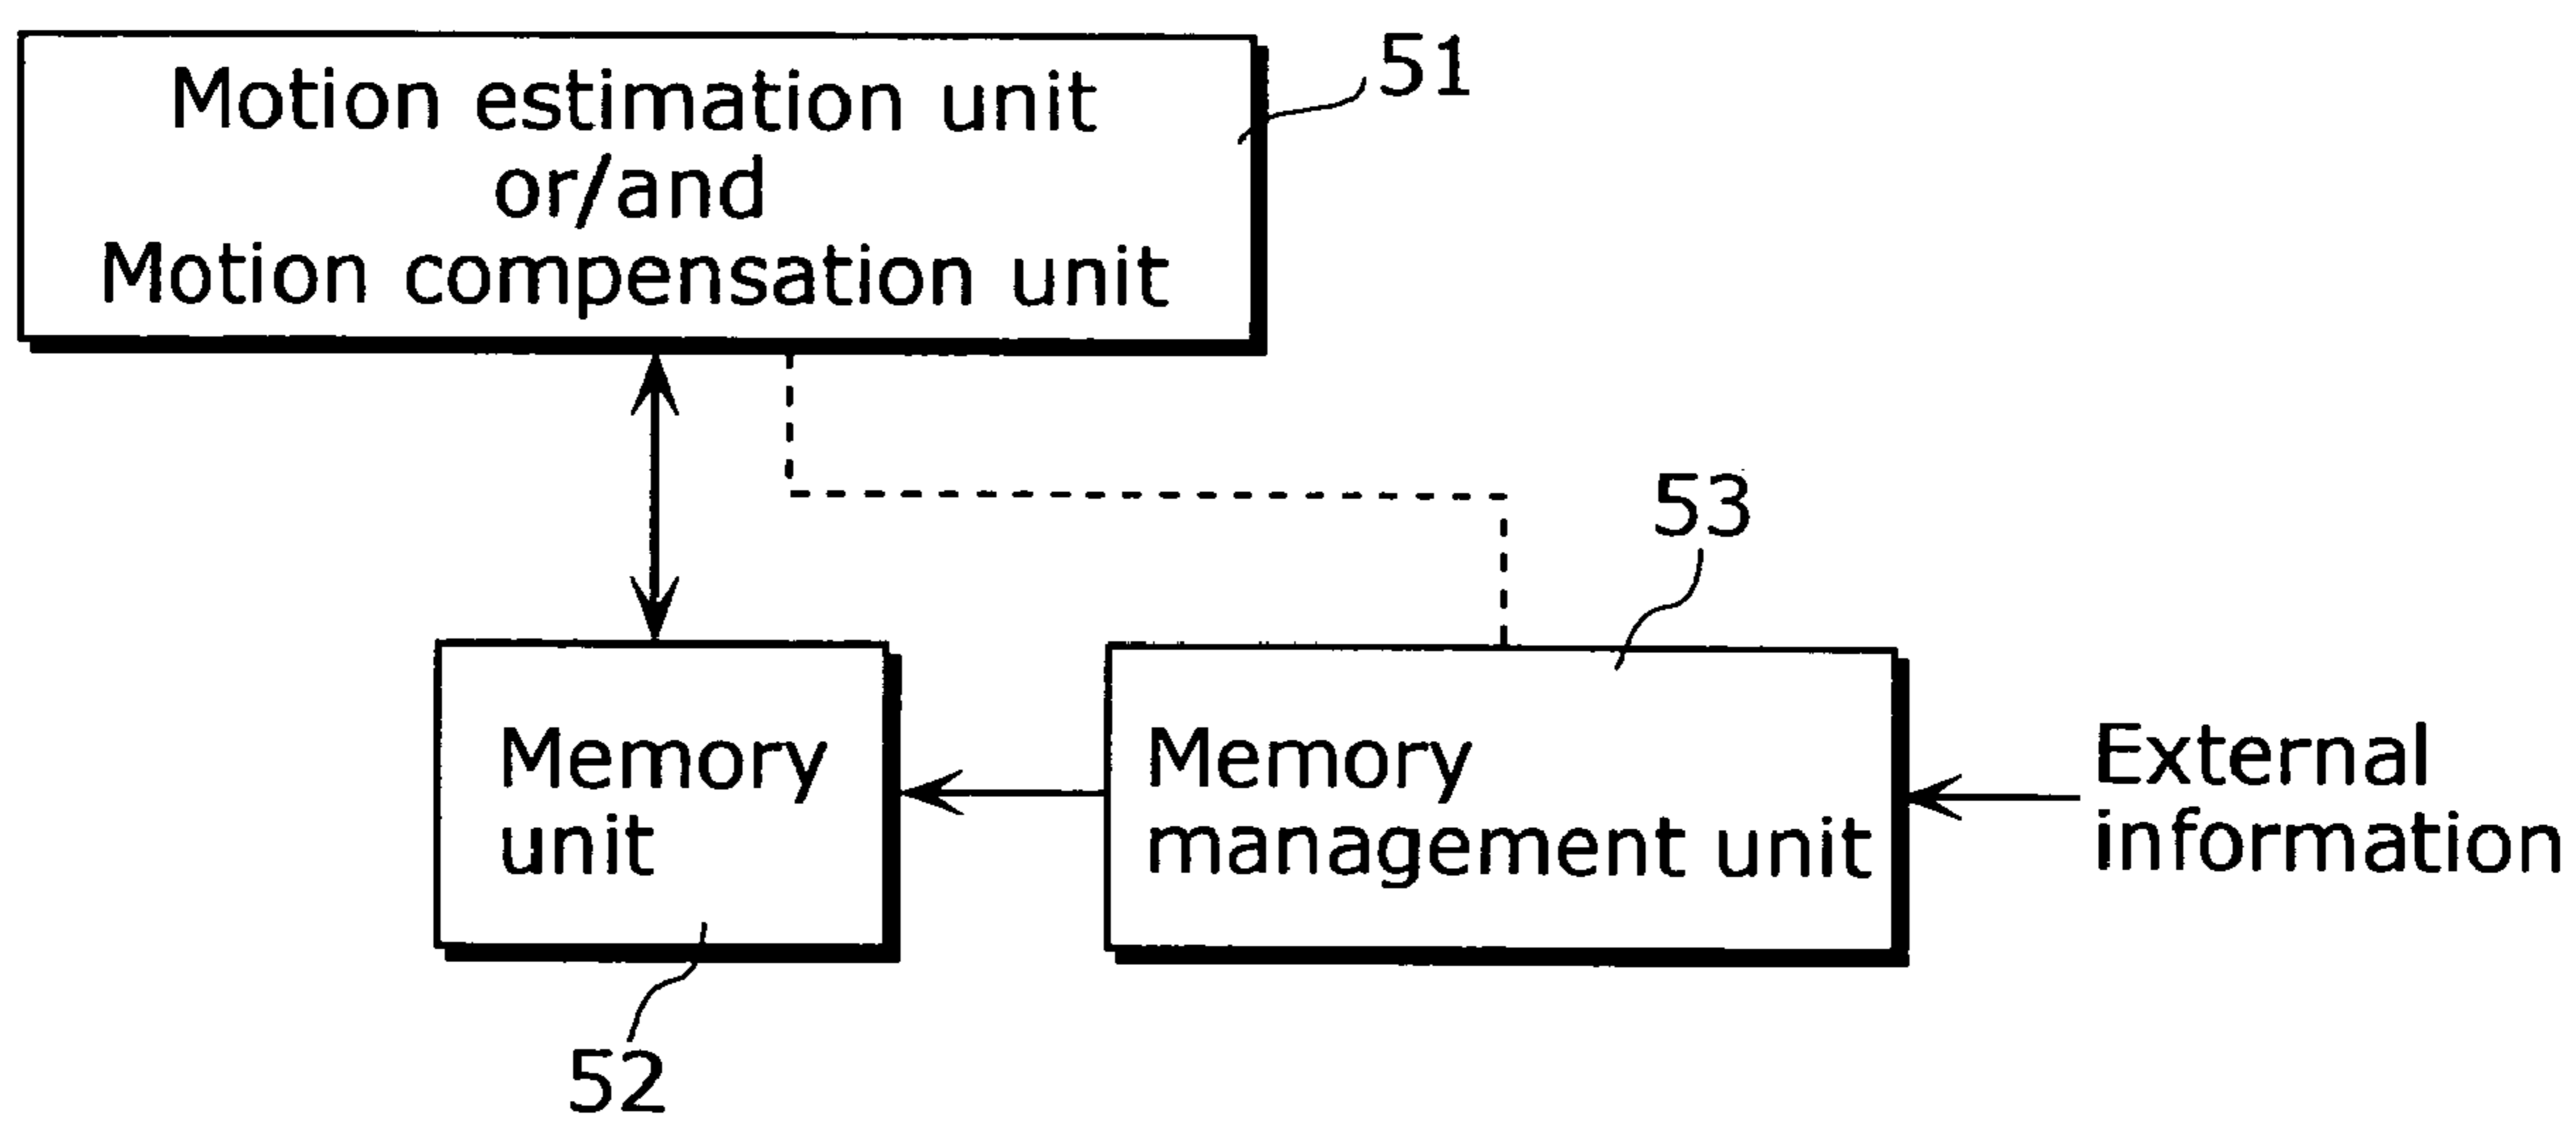 Motion estimation unit
or/and
Motion compensation unit
51
53
Memory
unit
Memory
management unit
External
information
52